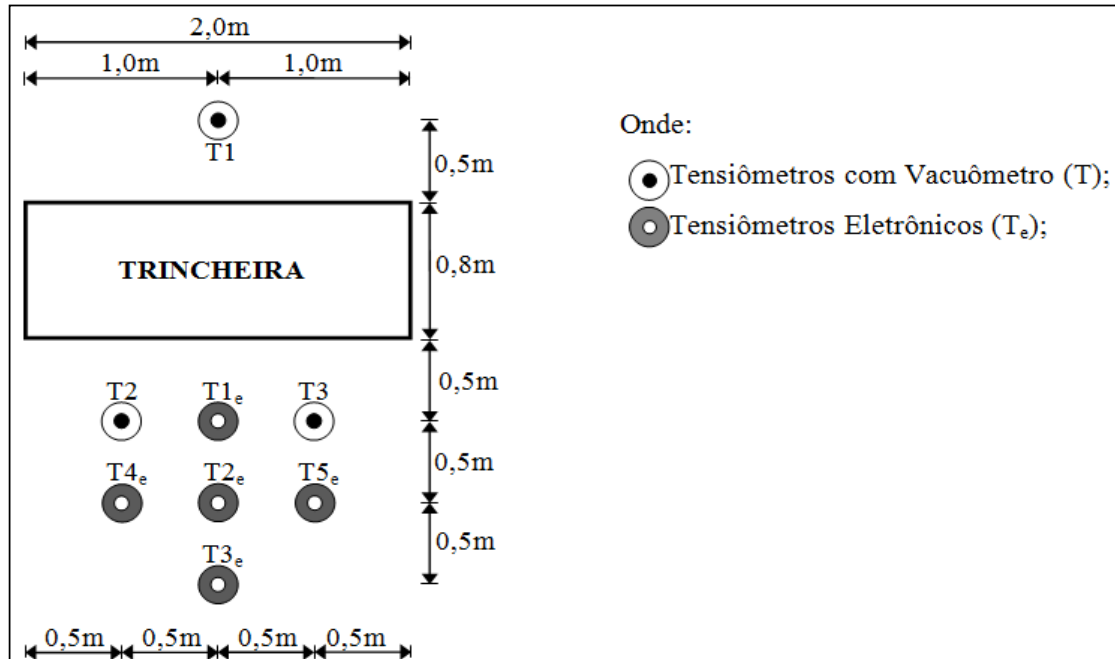 2,0m
1,0m 1,0m
T1
0,5m
Onde:
Tensiômetros com Vacuômetro (T);
Tensiômetros Eletrônicos (Te);
TRINCHEIRA
0,8m
0,5m
T2 T1e T3
0,5m
T4e T2e T5e
0,5m
T3e
0,5m 0,5m 0,5m 0,5m